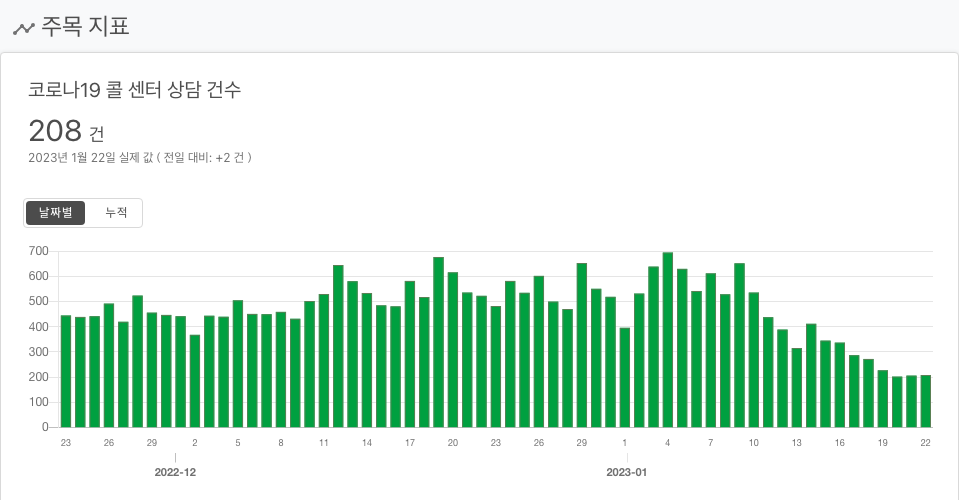 주목 지표
코로나19 콜 센터 상담 건수
208 건
2023년 1월 22일 실제 값 ( 전일 대비: +2 건 )
날짜별 누적
700
600
500
400
300
200
100
0
23 26 29 2 5 8 11 14 17 20 23 26 29 1 4 7 10 13 16 19 22
2022-12 2023-01